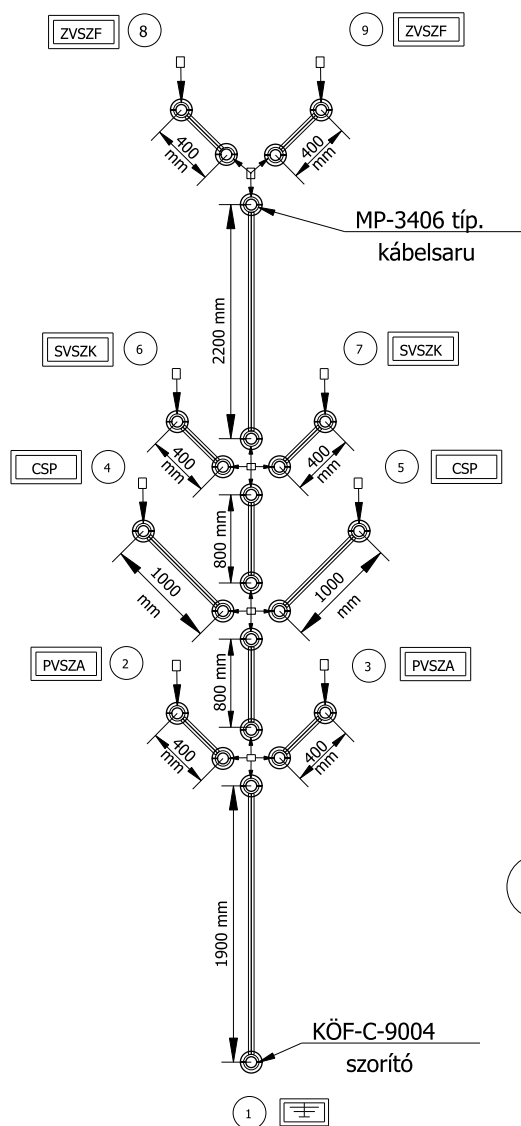 ZVSZF 8 9 ZVSZF
400 mm 400 mm
MP-3406 típ.
kábelsaru
2200 mm
SVSZK 6 7 SVSZK
400 mm 400 mm
CSP 4 5 CSP
800 mm
1000 mm 1000 mm
PVSZA 2 3 PVSZA
800 mm
400 mm 400 mm
1900 mm
KÖF-C-9004
szorító
1